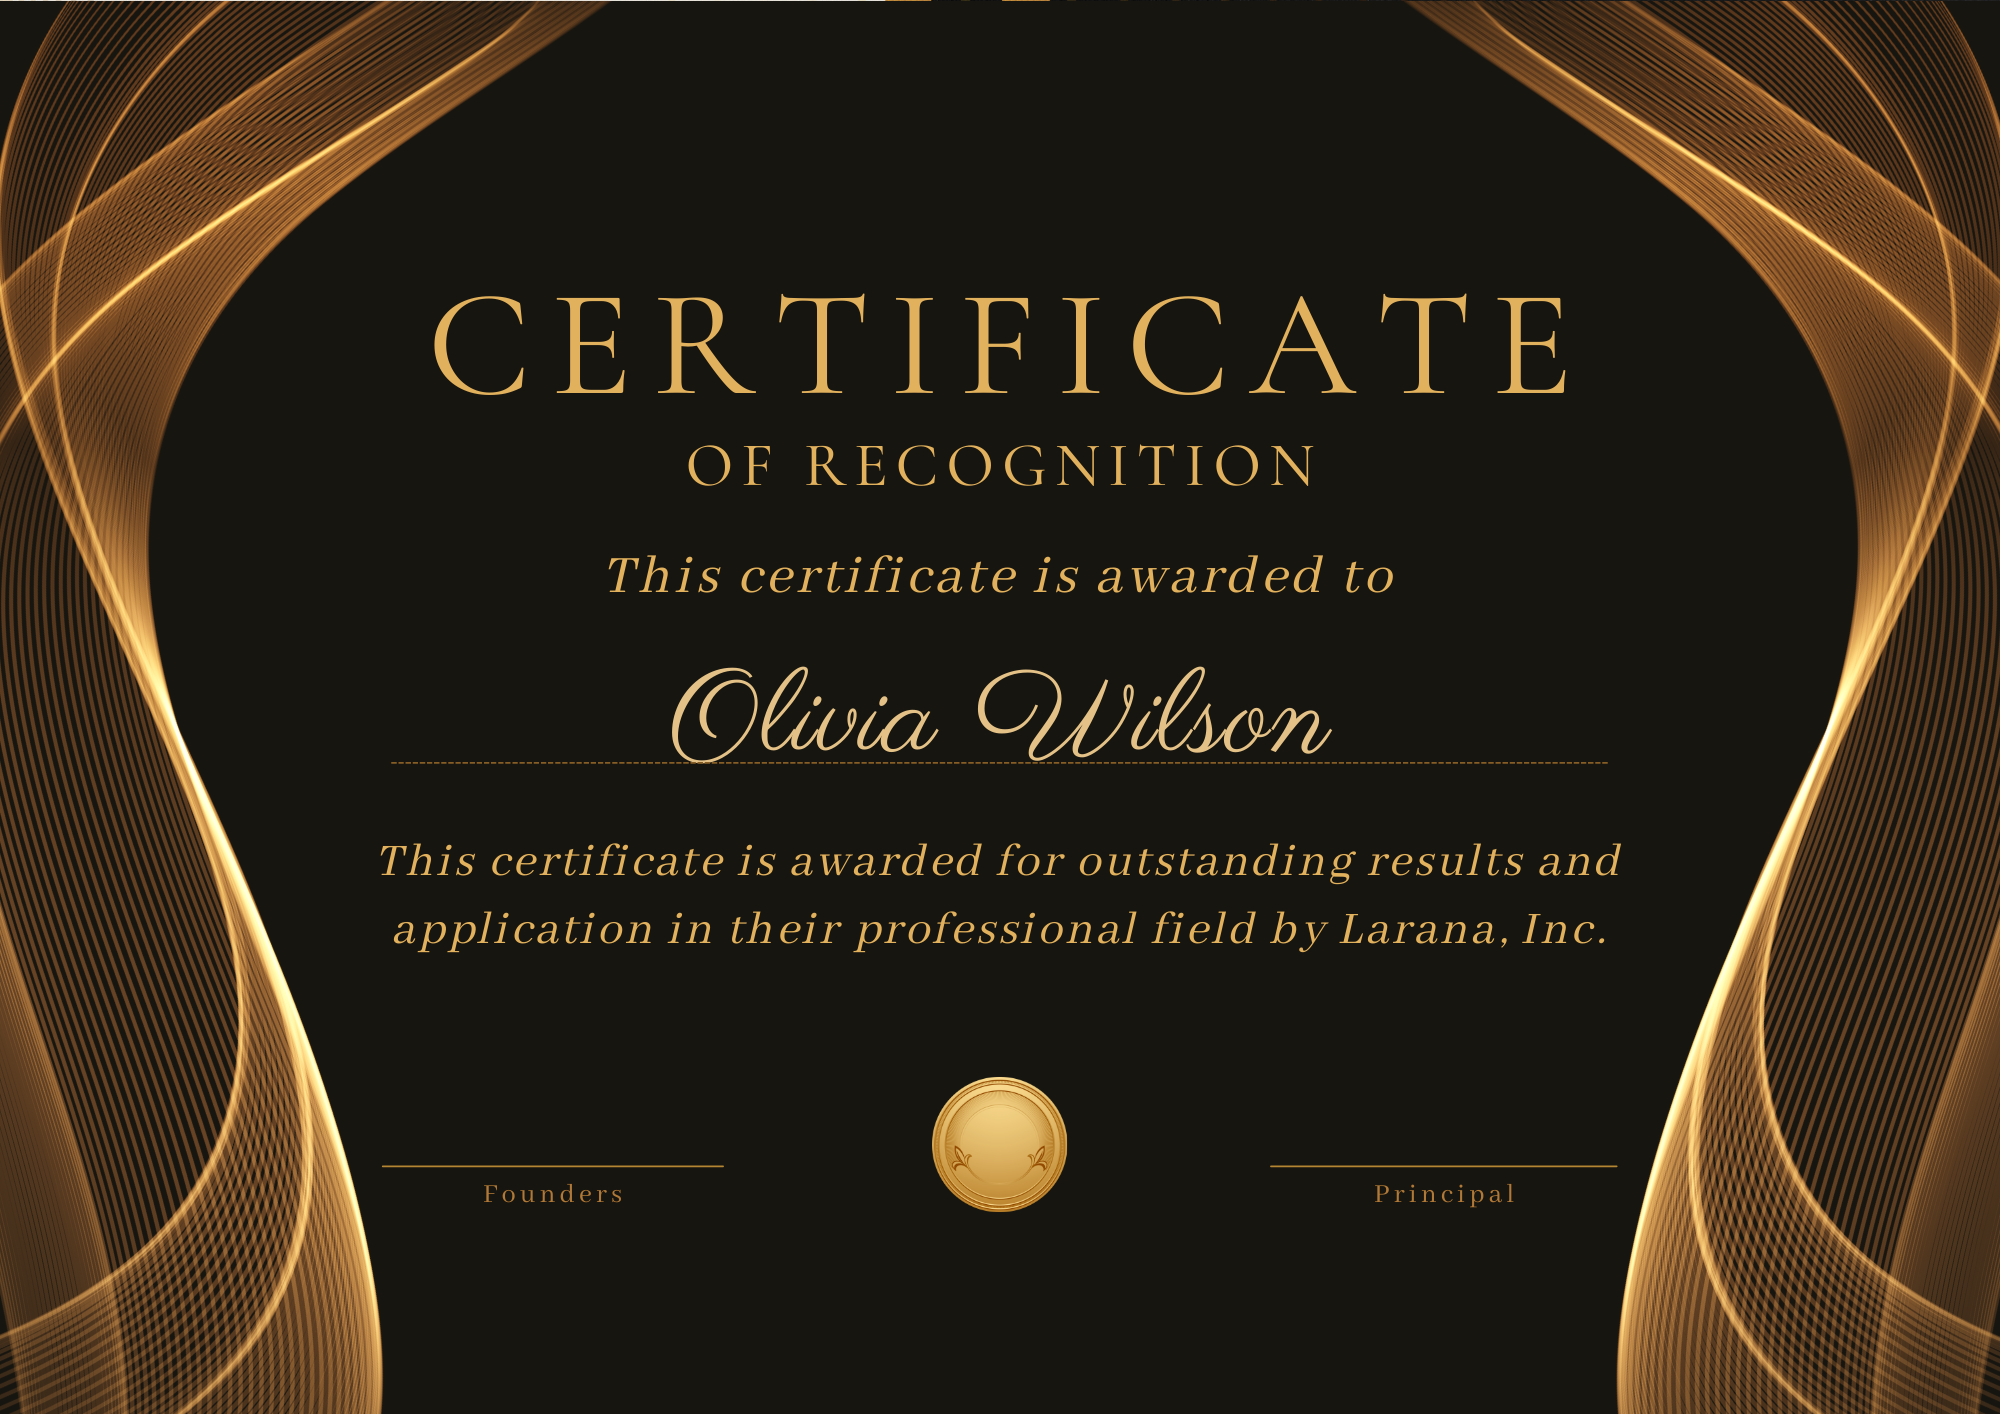 CERTIFICATE
OF RECOGNITION
This certificate is awarded to
Olivia Wilson
This certificate is awarded for outstanding results and
application in their professional field by Larana, Inc.
Founders
Principal